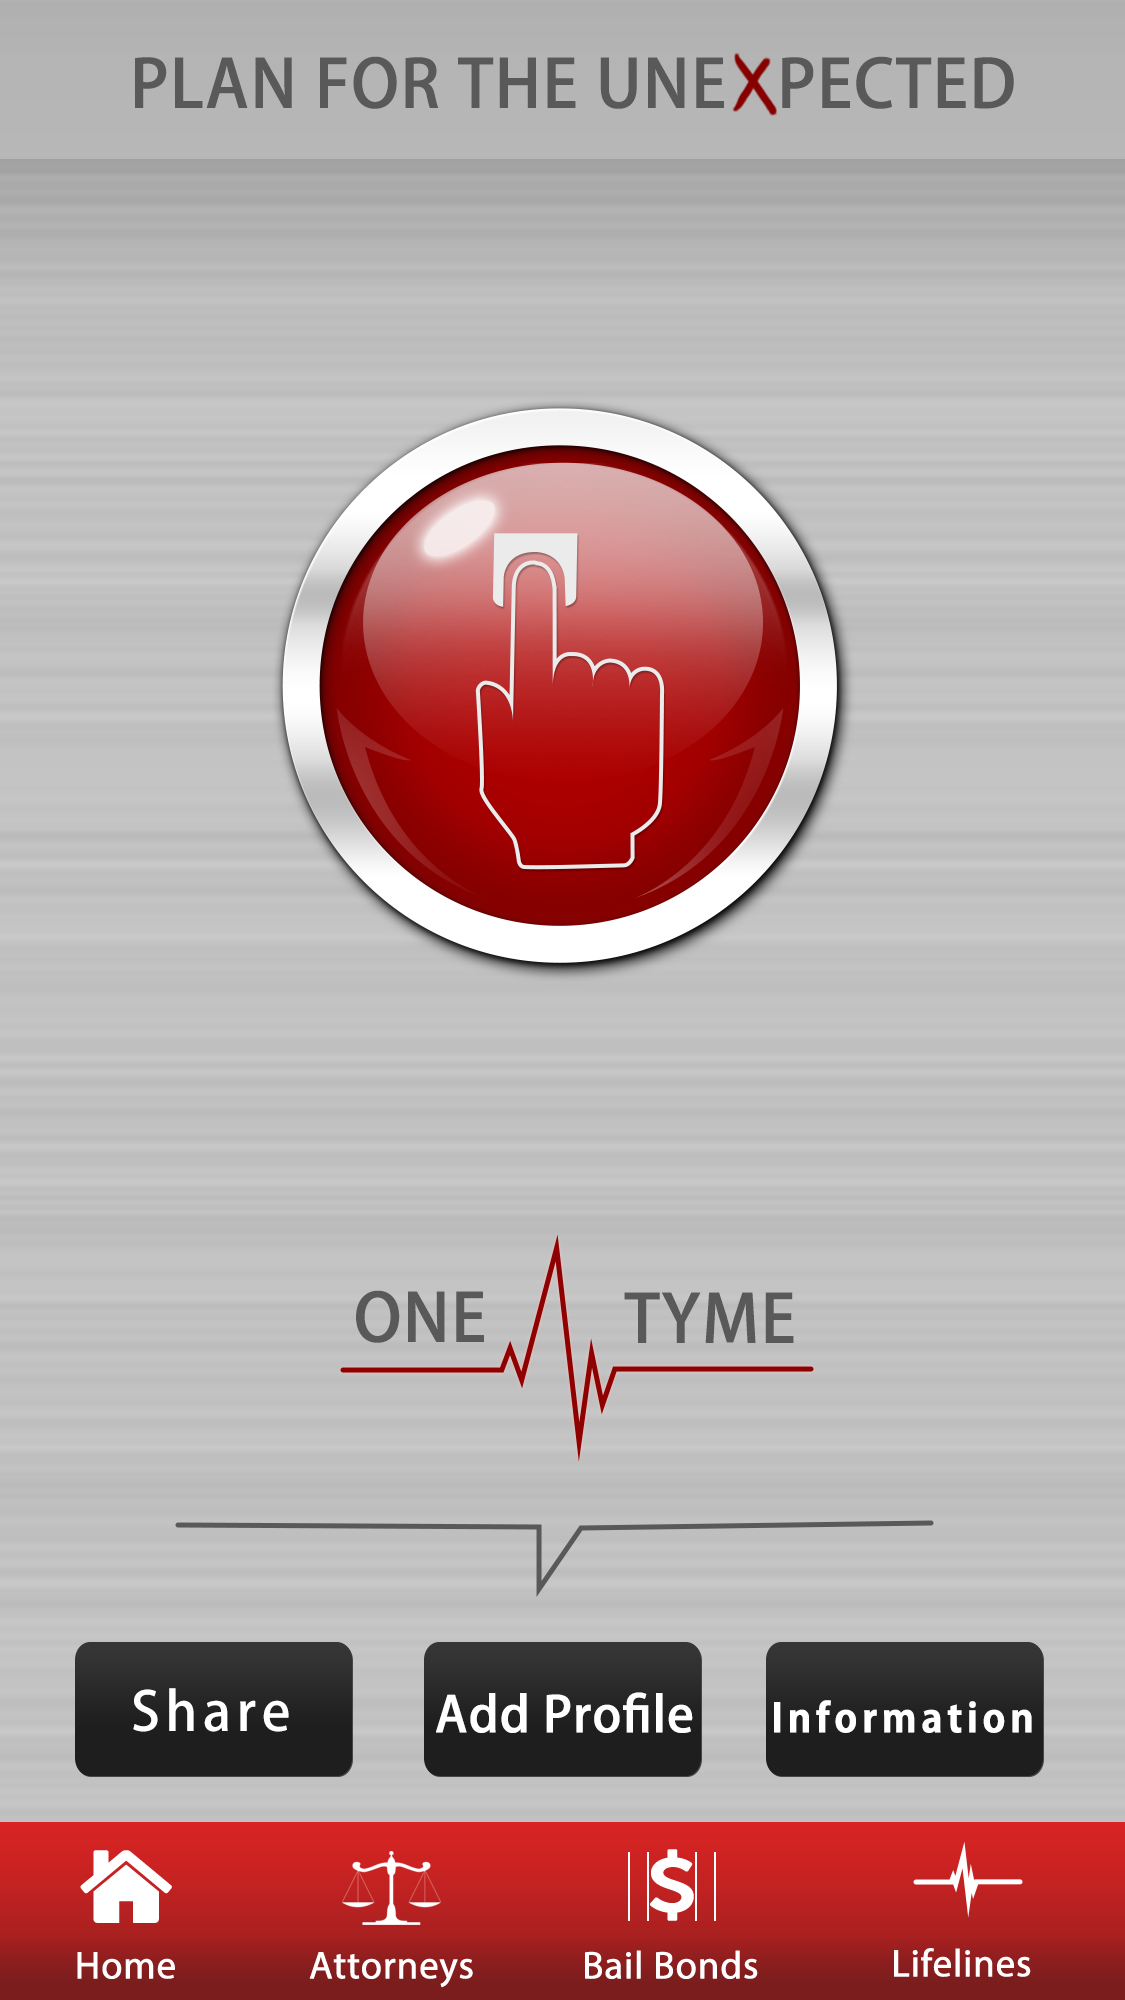 PLAN FOR THE UNEXPECTED
ONE TYME
Share
Add Profile
Information
Home
Attorneys
Bail Bonds
Lifelines